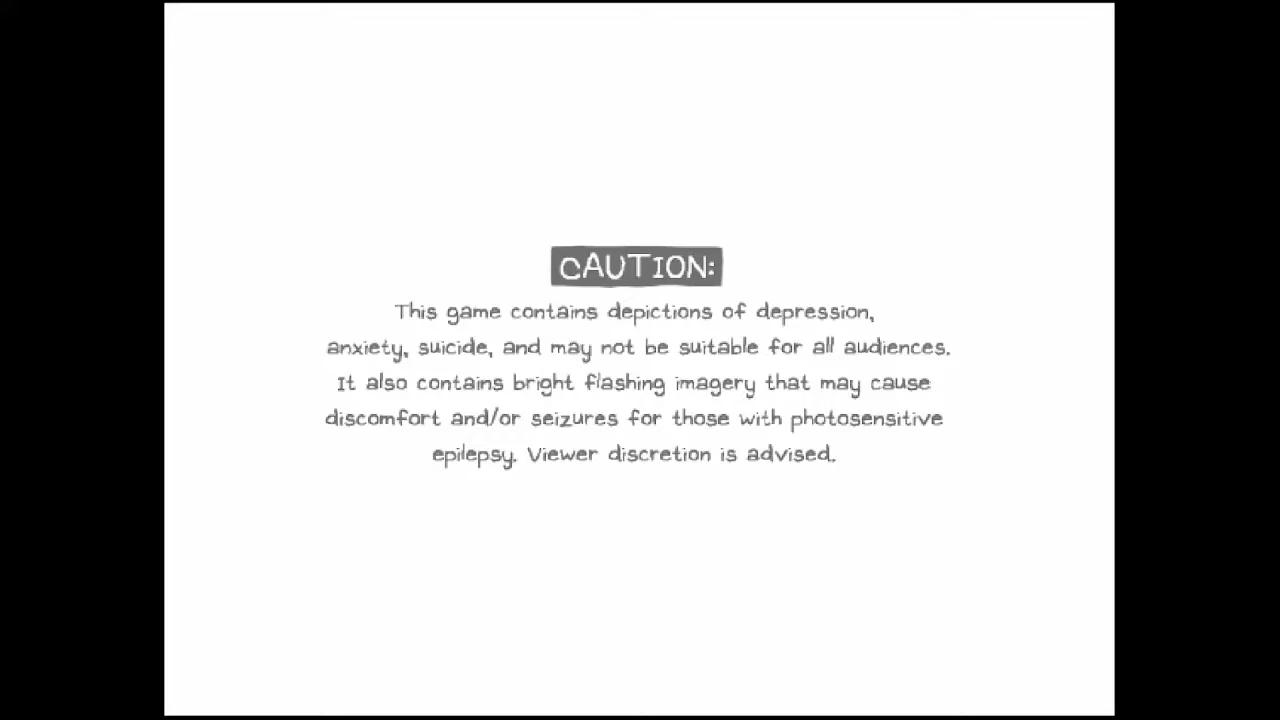 CAUTION:
This game contains depictions of depression,
anxiety, suicide, and may not be suitable for all audiences.
It also contains bright flashing imagery that may cause
discomfort and/or seizures for those with photosensitive
epilepsy. Viewer discretion is advised.